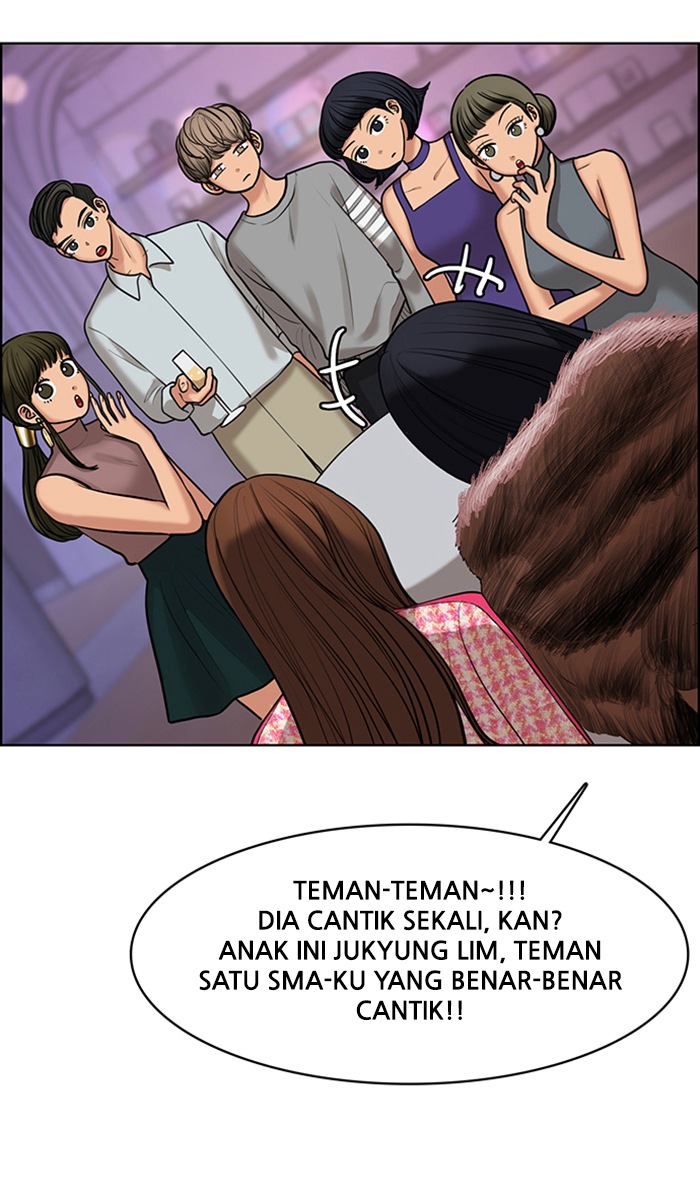 TEMAN-TEMAN~!!!
DIA CANTIK SEKALI, KAN?
ANAK INI JUKYUNG LIM, TEMAN
SATU SMA-KU YANG BENAR-BENAR
CANTIK!!